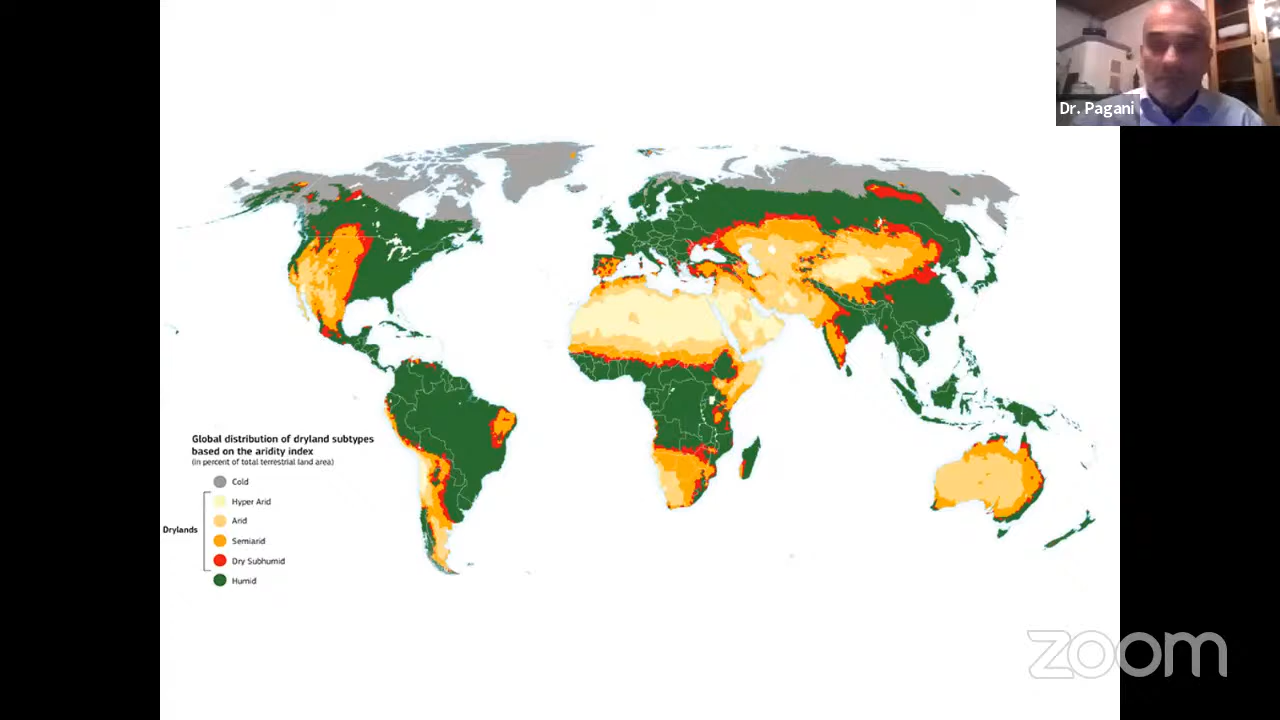 Dr. Pagani
Global distribution of dryland subtypes
based on the aridity index
(in percent of total terrestrial land area)
Cold
Hyper Arid
Arid
Drylands
Semiarid
Dry Subhumid
Humid
zoom